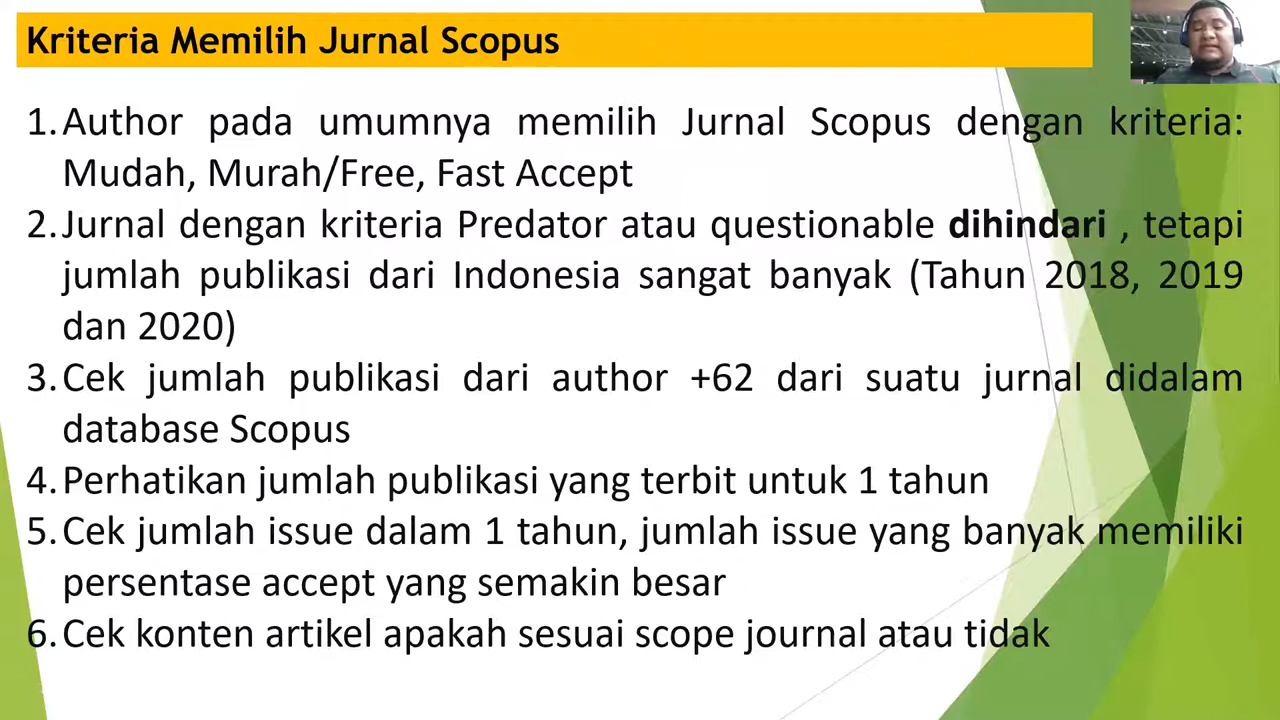 Kriteria Memilih Jurnal Scopus
1. Author pada umumnya memilih Jurnal Scopus dengan kriteria:
Mudah, Murah/Free, Fast Accept
2. Jurnal dengan kriteria Predator atau questionable dihindari , tetapi
jumlah publikasi dari Indonesia sangat banyak (Tahun 2018, 2019
dan 2020)
3. Cek jumlah publikasi dari author +62 dari suatu jurnal didalam
database Scopus
4. Perhatikan jumlah publikasi yang terbit untuk 1 tahun
5. Cek jumlah issue dalam 1 tahun, jumlah issue yang banyak memiliki
persentase accept yang semakin besar
6. Cek konten artikel apakah sesuai scope journal atau tidak